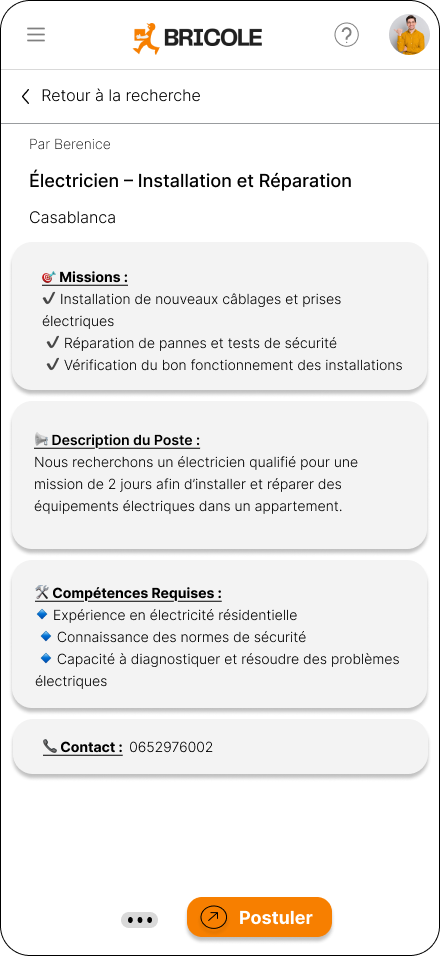 BRICOLE
?
Retour à la recherche
Par Berenice
Électricien – Installation et Réparation
Casablanca
🎯 Missions :
✔ Installation de nouveaux câblages et prises
électriques
✔ Réparation de pannes et tests de sécurité
✔ Vérification du bon fonctionnement des installations
📢 Description du Poste :
Nous recherchons un électricien qualifié pour une
mission de 2 jours afin d'installer et réparer des
équipements électriques dans un appartement.
🛠 Compétences Requises :
🔹 Expérience en électricité résidentielle
🔹 Connaissance des normes de sécurité
🔹 Capacité à diagnostiquer et résoudre des problèmes
électriques
📞 Contact : 0652976002
Postuler